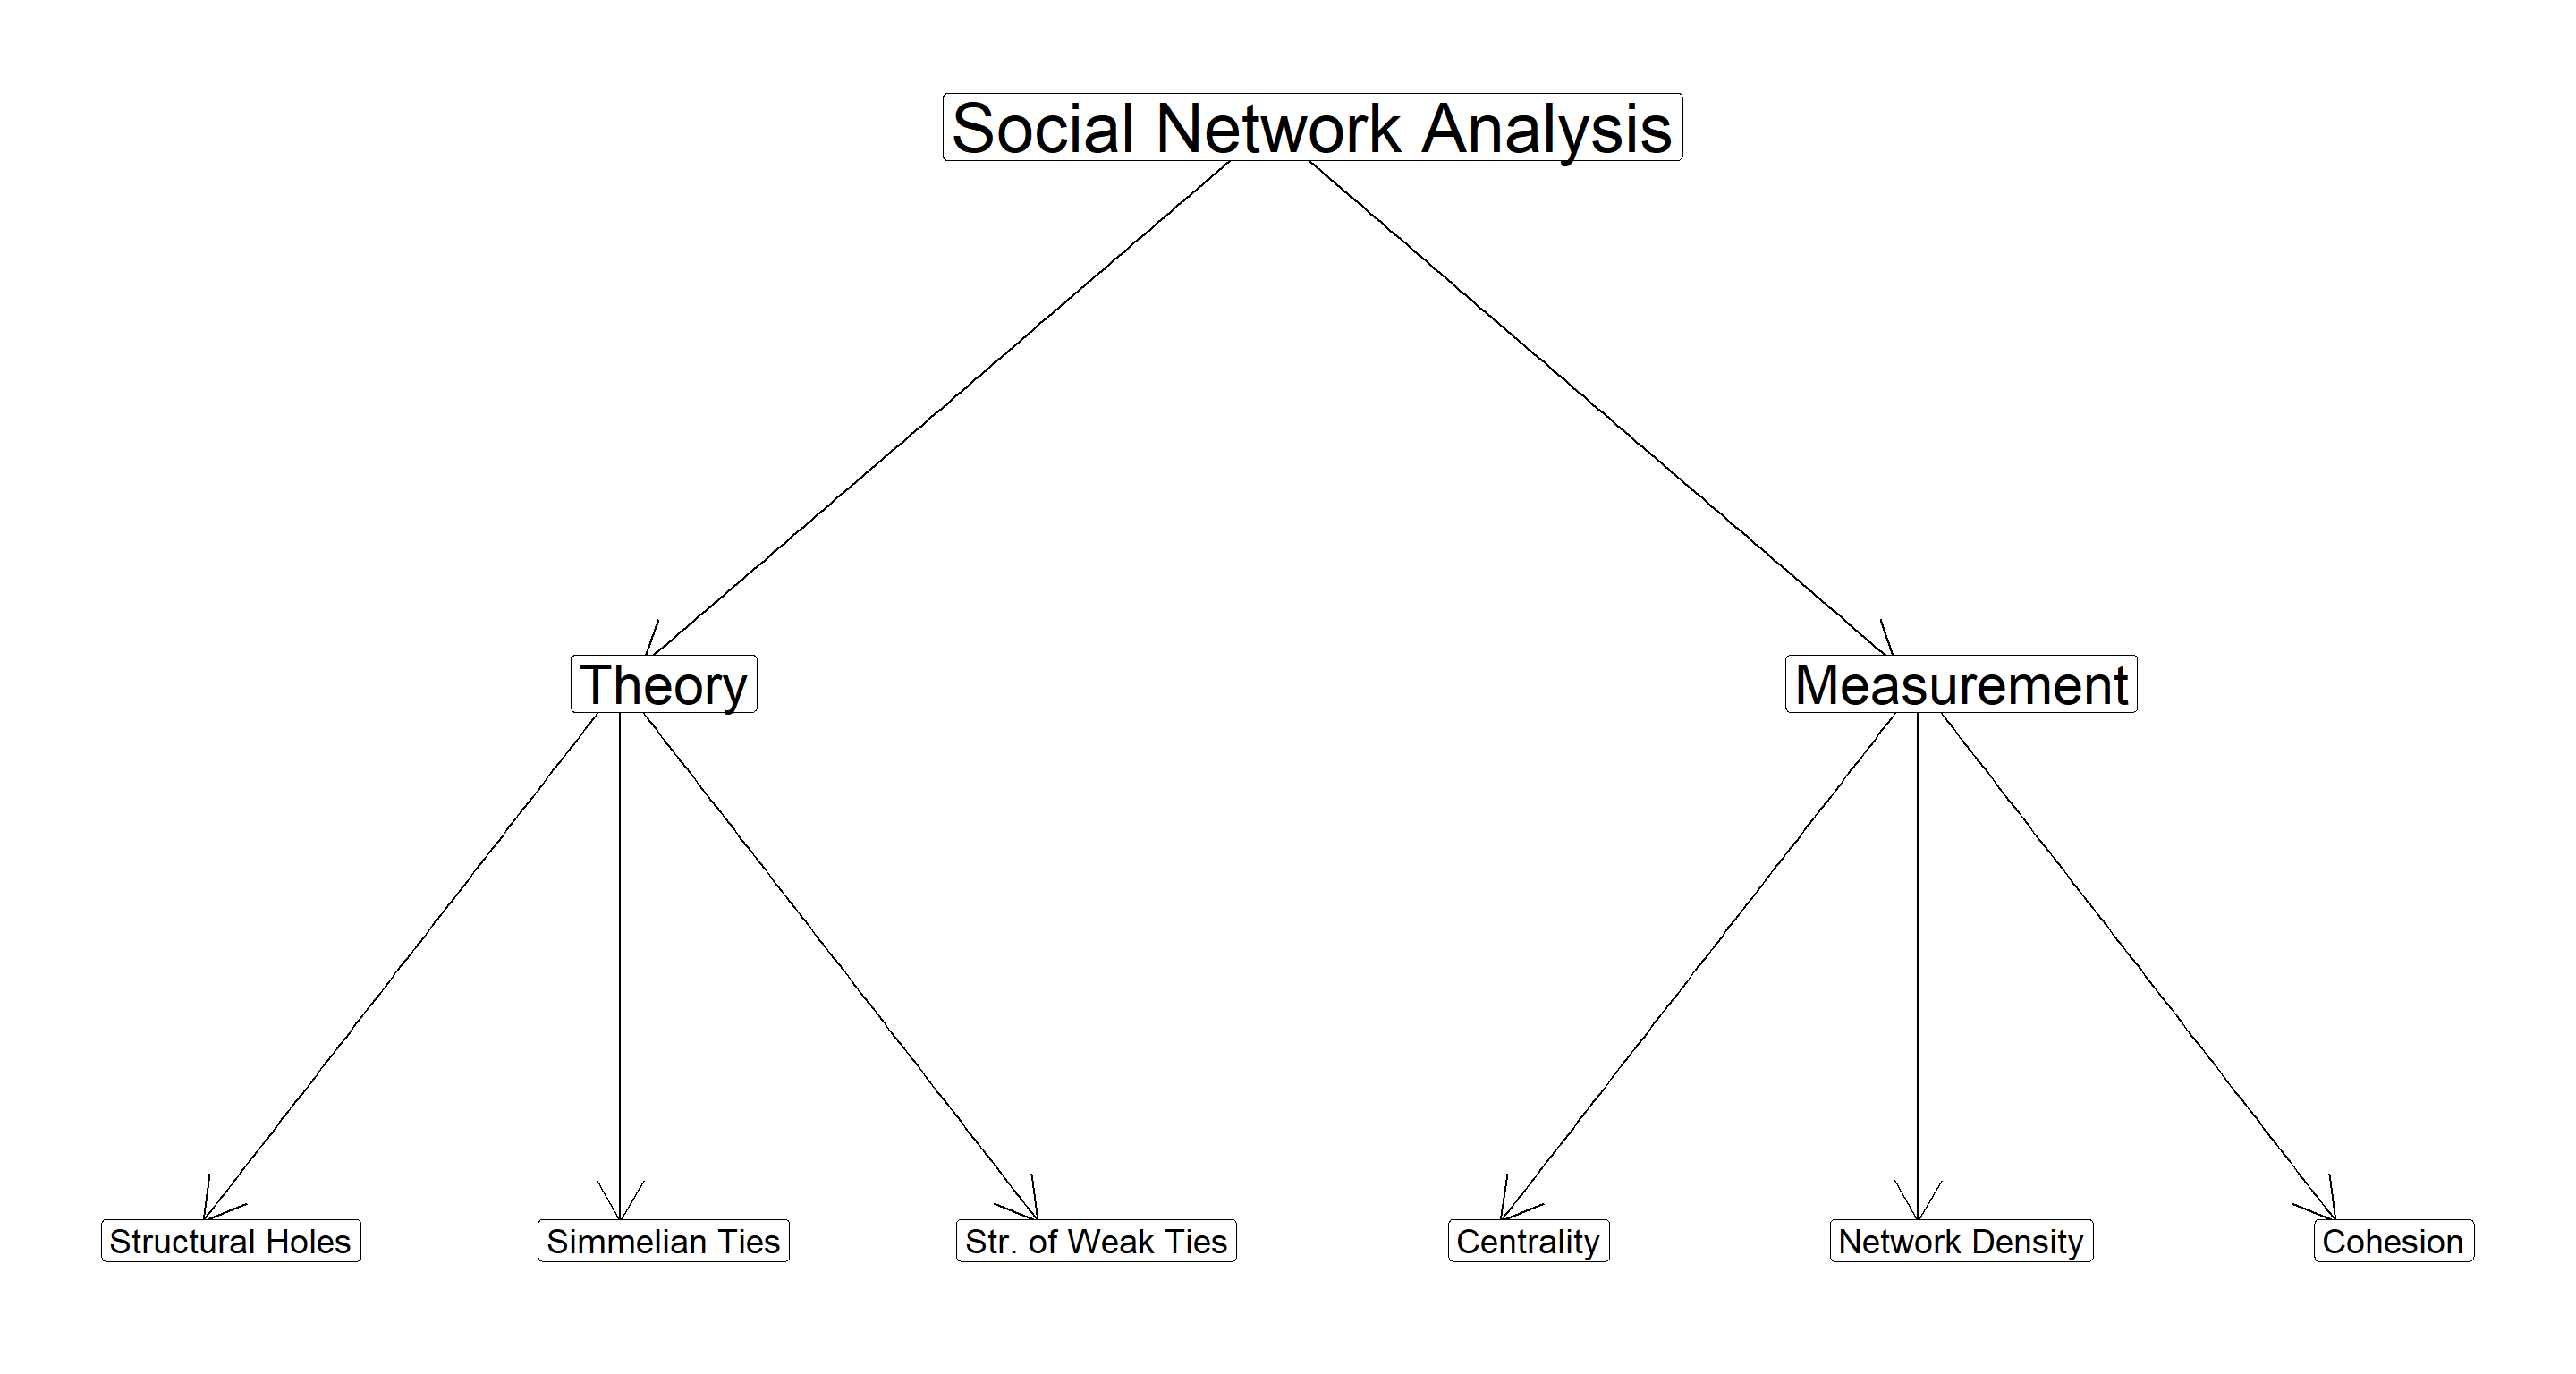 Social Network Analysis
Theory
Measurement
Structural Holes
Simmelian Ties
Str. of Weak Ties
Centrality
Network Density
Cohesion